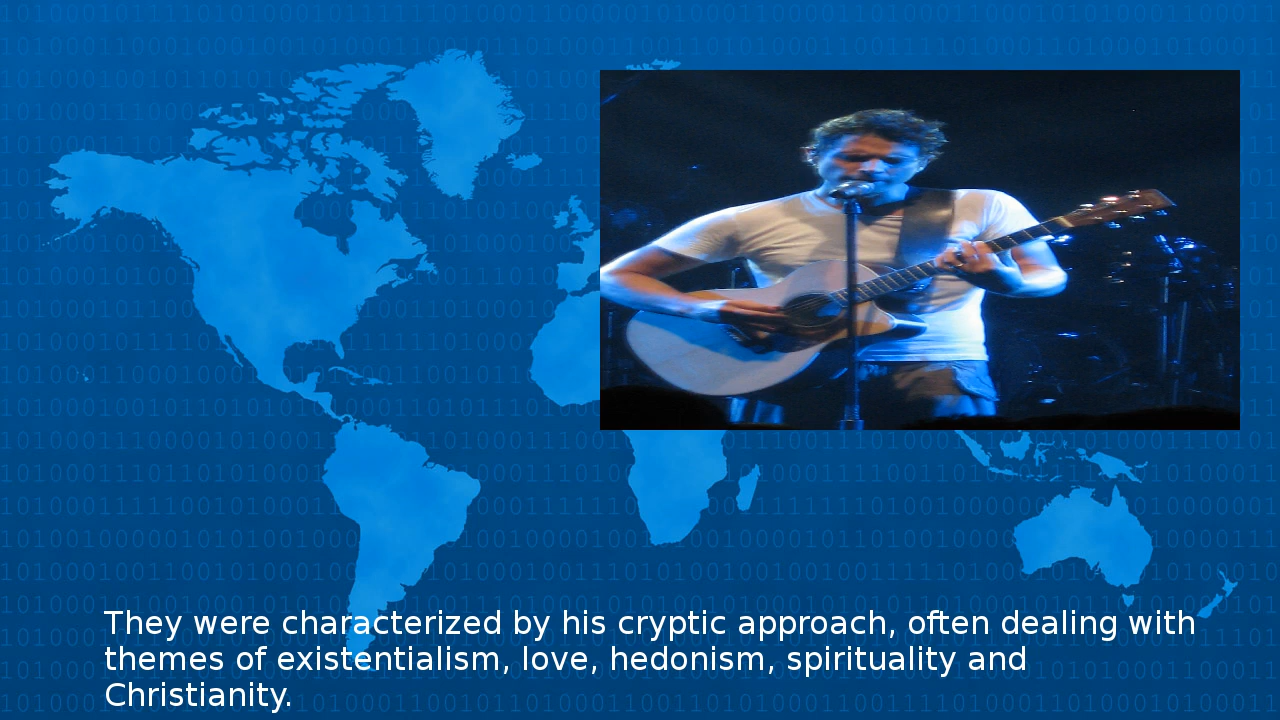 They were characterized by his cryptic approach, often dealing with
themes of existentialism, love, hedonism, spirituality and
Christianity.